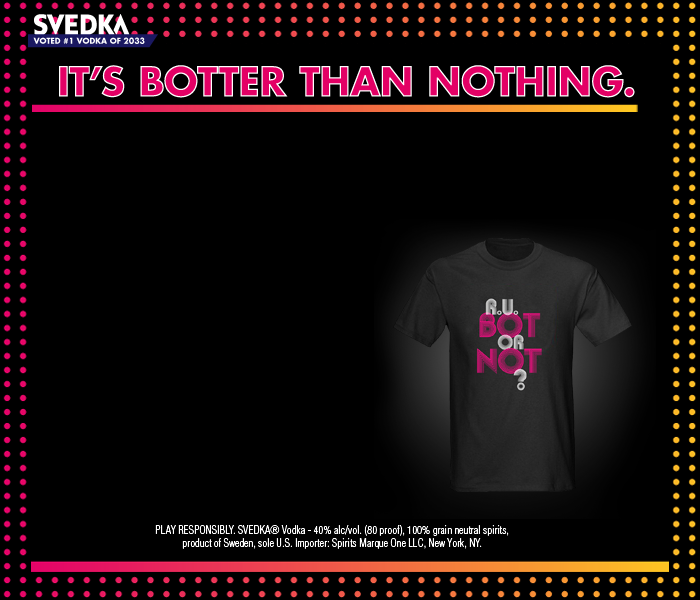 SVEDKA
VOTED #1 VODKA OF 2033
IT'S BOTTER THAN NOTHING.
R.U.
BOT
OR
NOT
?
PLAY RESPONSIBLY. SVEDKA® Vodka - 40% alc/vol. (80 proof), 100% grain neutral spirits,
product of Sweden, sole U.S. Importer: Spirits Marque One LLC, New York, NY.